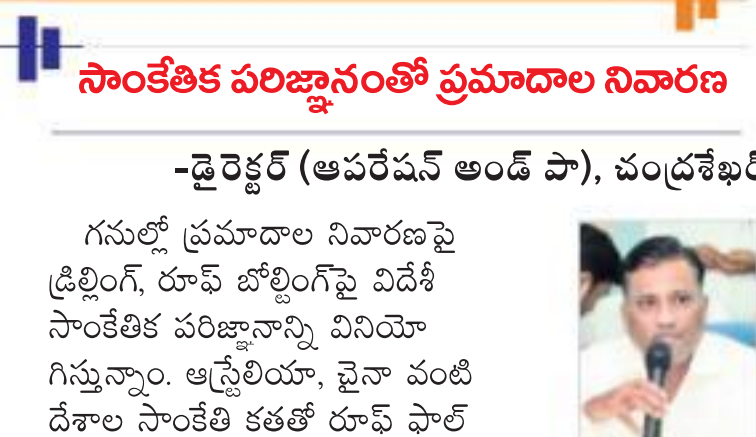 సాంకేతిక పరిజ్ఞానంతో ప్రమాదాల నివారణ
-డైరెక్టర్ (ఆపరేషన్ అండ్ పా), చంద్రశేఖర్
గనుల్లో ప్రమాదాల నివారణపై
డ్రిల్లింగ్, రూఫ్ బోల్టింగ్‌పై విదేశీ
సాంకేతిక పరిజ్ఞానాన్ని వినియో
గిస్తున్నాం. ఆస్ట్రేలియా, చైనా వంటి
దేశాల సాంకేతి కతతో రూఫ్ ఫాల్